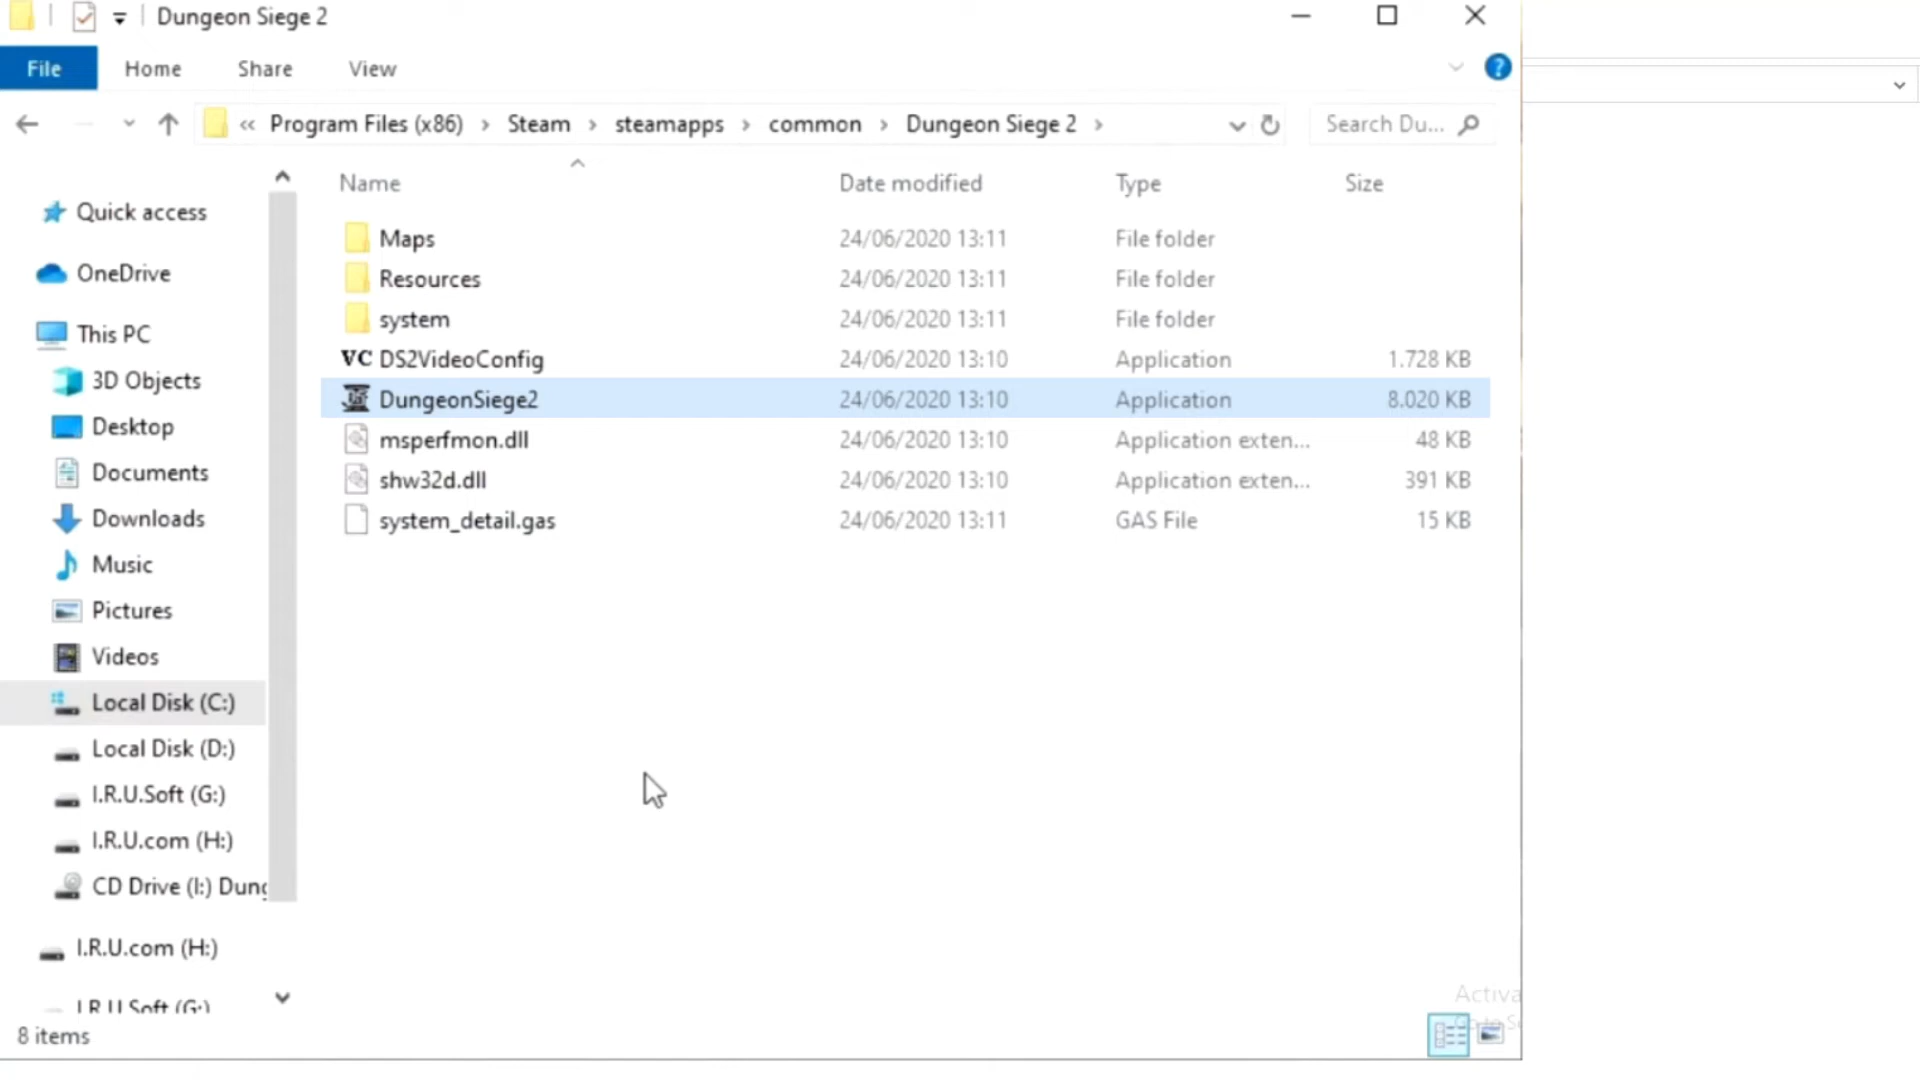 Dungeon Siege 2
File Home Share View
« Program Files (x86) › Steam › steamapps › common › Dungeon Siege 2 › Search Du...
Name Date modified Type Size
Quick access
OneDrive
This PC
3D Objects
Desktop
Documents
Downloads
Music
Pictures
Videos
Local Disk (C:)
Local Disk (D:)
I.R.U.Soft (G:)
I.R.U.com (H:)
CD Drive (I:) Dung
I.R.U.com (H:)
I.R.U.Soft (G:)
Maps 24/06/2020 13:11 File folder
Resources 24/06/2020 13:11 File folder
system 24/06/2020 13:11 File folder
VC DS2VideoConfig 24/06/2020 13:10 Application 1.728 KB
DungeonSiege2 24/06/2020 13:10 Application 8.020 KB
msperfmon.dll 24/06/2020 13:10 Application exten... 48 KB
shw32d.dll 24/06/2020 13:10 Application exten... 391 KB
system_detail.gas 24/06/2020 13:11 GAS File 15 KB
Activa
8 items